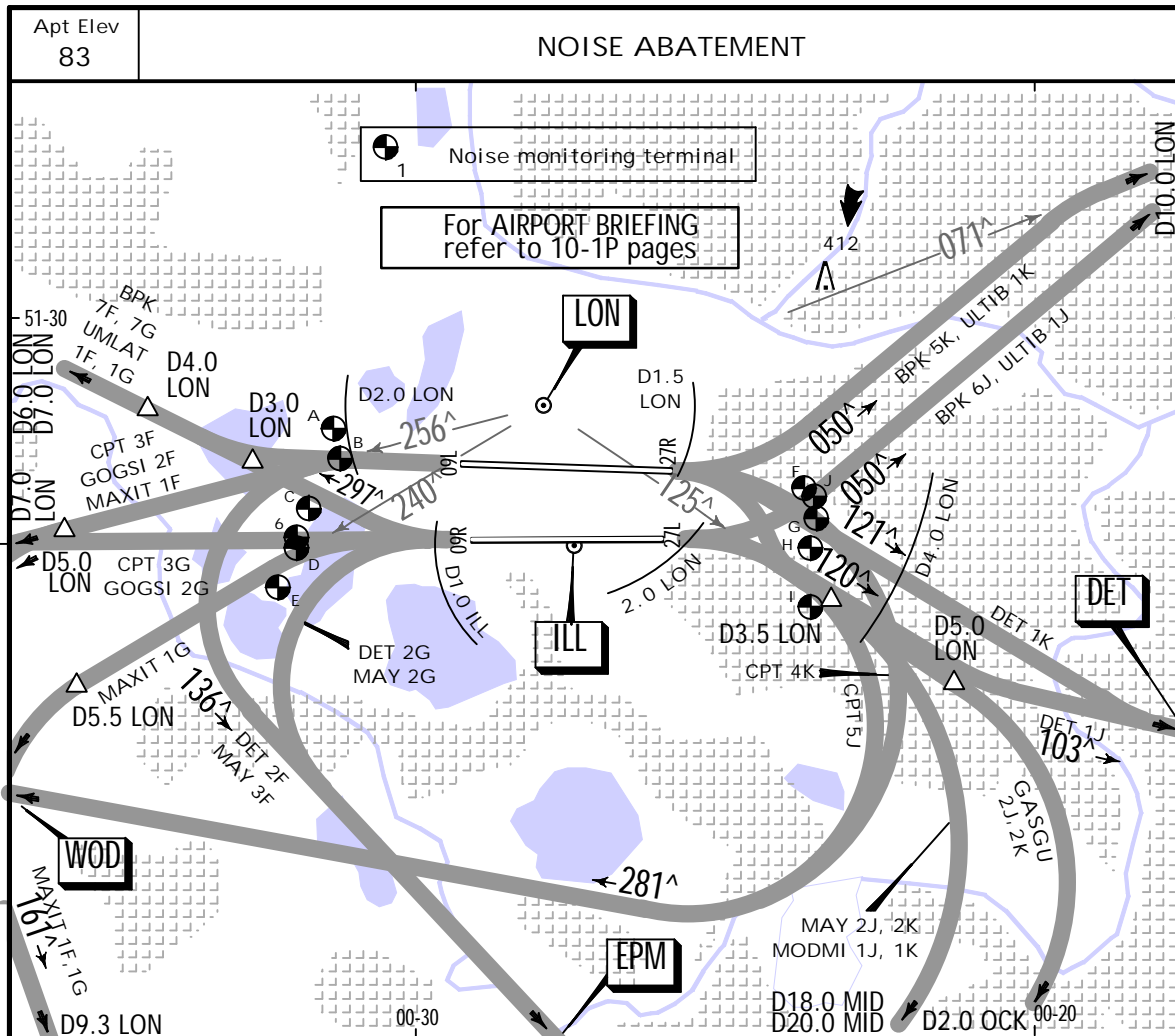 Apt Elev
83
NOISE ABATEMENT
1
Noise monitoring terminal
For AIRPORT BRIEFING
refer to 10-1P pages
D10.0 LON
412
071^
51-30
BPK
7F, 7G
UMLAT
1F, 1G
D6.0 LON
D7.0 LON
D4.0
LON
LON
D3.0
LON
A
D2.0 LON
B
256^
D1.5
LON
BPK 5K, ULTIB 1K
BPK 6J, ULTIB 1J
050^
050^
CPT 3F
GOGSI 2F
MAXIT 1F
D7.0
LON
297^
240^
125^
09L
27R
C
6
D
E
F
J
G
H
I
121^
120^
D4.0 LON
09R
27L
D5.0
LON
CPT 3G
GOGSI 2G
D1.0 ILL
2.0 LON
ILL
DET
DET 1K
D3.5 LON
D5.0
LON
DET 2G
MAY 2G
CPT 4K
CPT5J
MAXIT 1G
D5.5 LON
136^
DET 2F
MAY 3F
DET 1J
103^
GASGU
2J, 2K
WOD
281^
MAXIT 1F,1G
161^
MAY 2J, 2K
MODMI 1J, 1K
EPM
D9.3 LON
00-30
D18.0 MID
D20.0 MID
D2.0 OCK
00-20